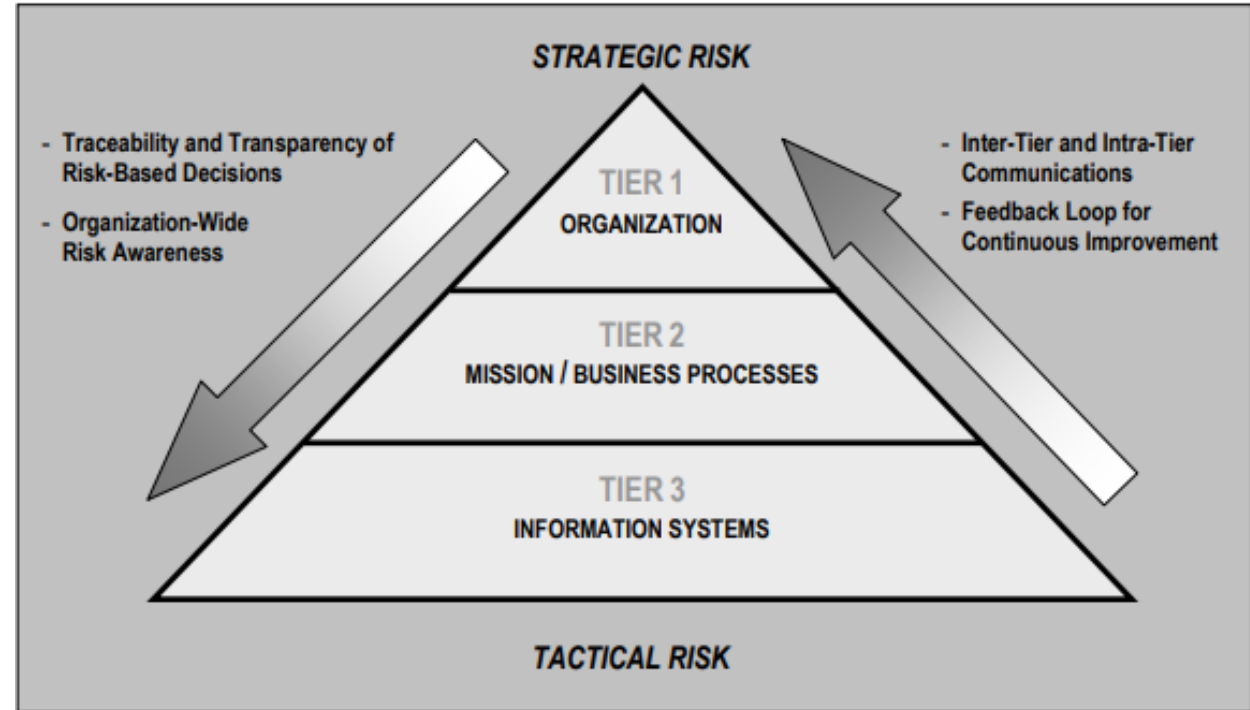 STRATEGIC RISK
- Traceability and Transparency of
Risk-Based Decisions
- Organization-Wide
Risk Awareness
- Inter-Tier and Intra-Tier
Communications
- Feedback Loop for
Continuous Improvement
TIER 1
ORGANIZATION
TIER 2
MISSION / BUSINESS PROCESSES
TIER 3
INFORMATION SYSTEMS
TACTICAL RISK